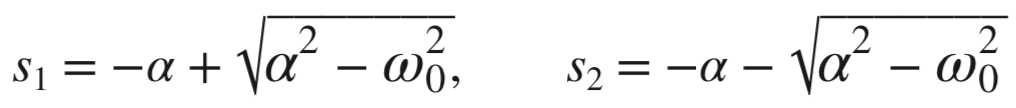 s₁ = −α + √(α² − ω₀²),    s₂ = −α − √(α² − ω₀²)